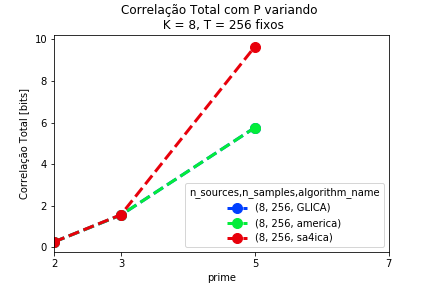 Correlação Total com P variando
K = 8, T = 256 fixos
Correlação Total [bits]
10
8
6
4
2
0
n_sources,n_samples,algorithm_name
(8, 256, GLICA)
(8, 256, america)
(8, 256, sa4ica)
2
3
5
7
prime